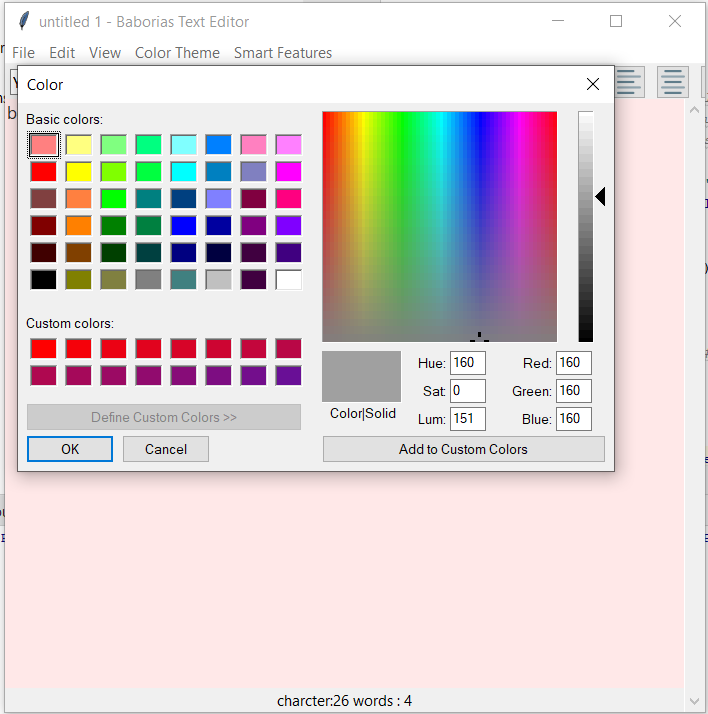 untitled 1 - Baborias Text Editor
File Edit View Color Theme Smart Features
Color
Basic colors:
Custom colors:
Define Custom Colors >>
OK Cancel
Hue: 160 Red: 160
Sat: 0 Green: 160
Color|Solid
Lum: 151 Blue: 160
Add to Custom Colors
charcter:26 words : 4